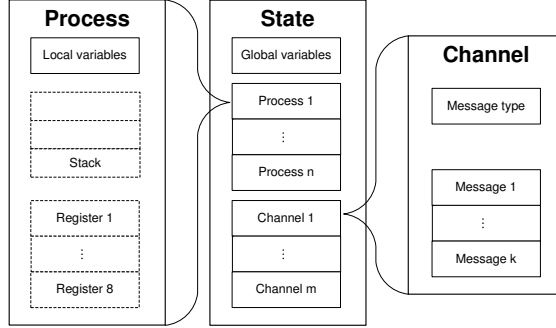 Process
Local variables
Stack
Register 1
⋮
Register 8
State
Global variables
Process 1
⋮
Process n
Channel 1
⋮
Channel m
Channel
Message type
Message 1
⋮
Message k